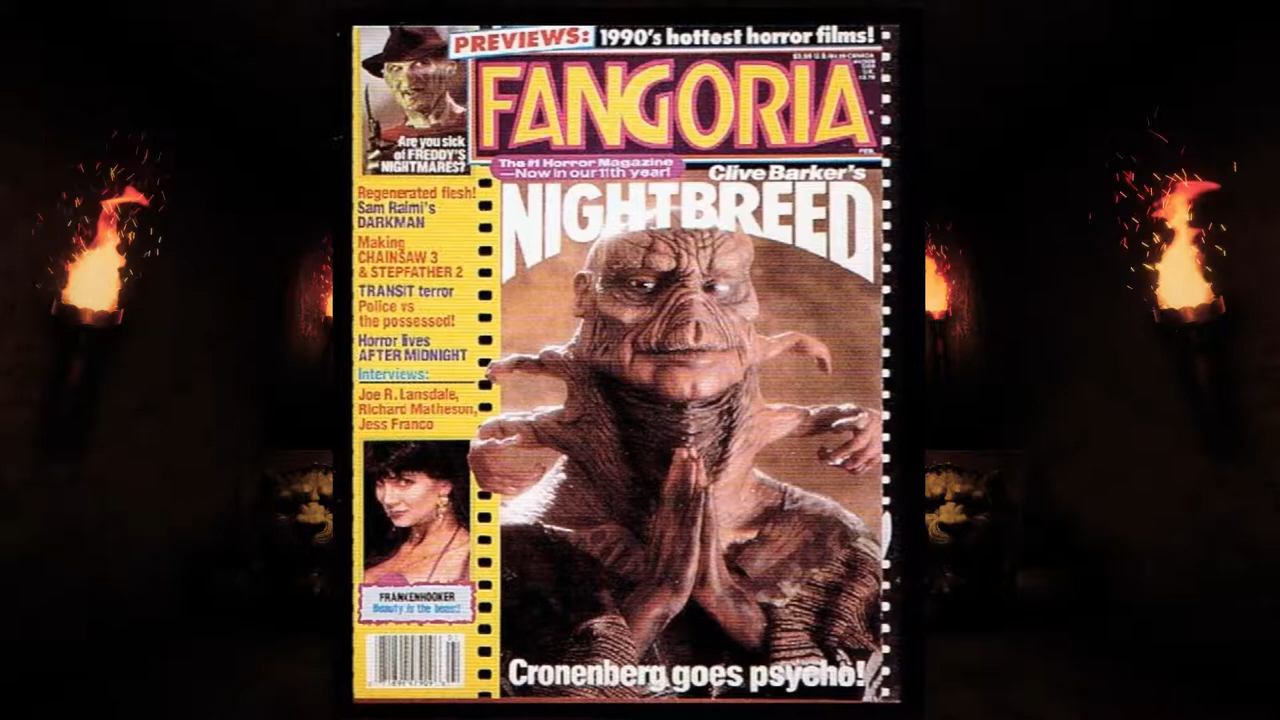 PREVIEWS: 1990's hottest horror films!
FANGORIA
FEB.
The #1 Horror Magazine
—Now in our 11th year!
Are you sick
of FREDDY'S
NIGHTMARES?
Clive Barker's
NIGHTBREED
Regenerated flesh!
Sam Raimi's
DARKMAN
Making
CHAINSAW 3
& STEPFATHER 2
TRANSIT terror
Police vs
the possessed!
Horror lives
AFTER MIDNIGHT
Interviews:
Joe R. Lansdale,
Richard Matheson,
Jess Franco
FRANKENHOOKER
Beauty is the beast!
Cronenberg goes psycho!